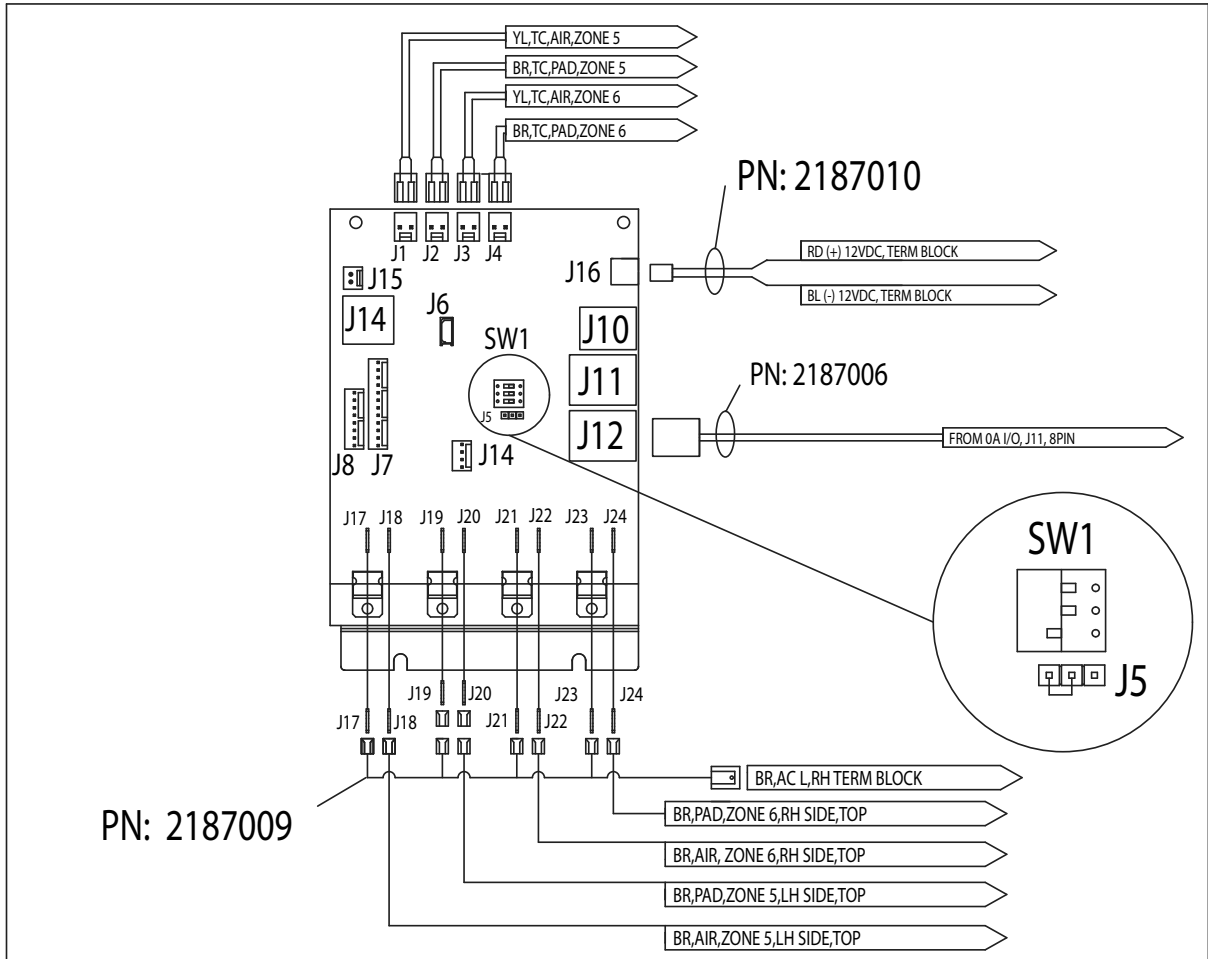 YL,TC,AIR,ZONE 5
BR,TC,PAD,ZONE 5
YL,TC,AIR,ZONE 6
BR,TC,PAD,ZONE 6
PN: 2187010
J1 J2 J3 J4
J15
J16
RD (+) 12VDC, TERM BLOCK
BL (-) 12VDC, TERM BLOCK
J14
J6
SW1
J10
J11
PN: 2187006
J5
J12
FROM 0A I/O, J11, 8PIN
J8 J7
J14
J17 J18 J19 J20 J21 J22 J23 J24
SW1
J5
J19 J20 J23 J24
J17 J18 J21 J22
BR,AC L,RH TERM BLOCK
PN: 2187009
BR,PAD,ZONE 6,RH SIDE,TOP
BR,AIR, ZONE 6,RH SIDE,TOP
BR,PAD,ZONE 5,LH SIDE,TOP
BR,AIR,ZONE 5,LH SIDE,TOP